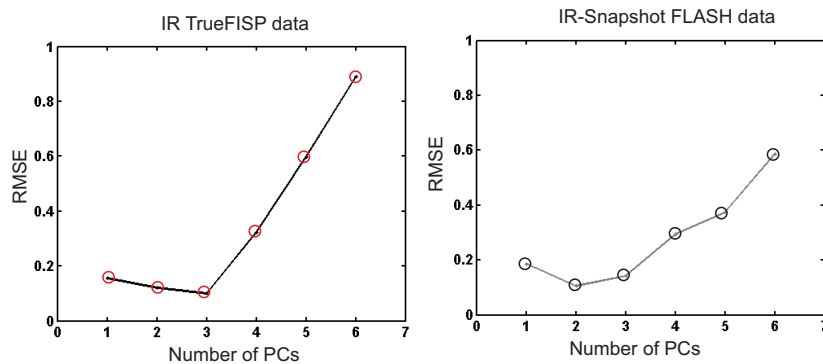 IR TrueFISP data
1
0.8
0.6
0.4
0.2
0
0 1 2 3 4 5 6 7
RMSE
Number of PCs
IR-Snapshot FLASH data
1
0.8
0.6
0.4
0.2
0
0 1 2 3 4 5 6 7
RMSE
Number of PCs